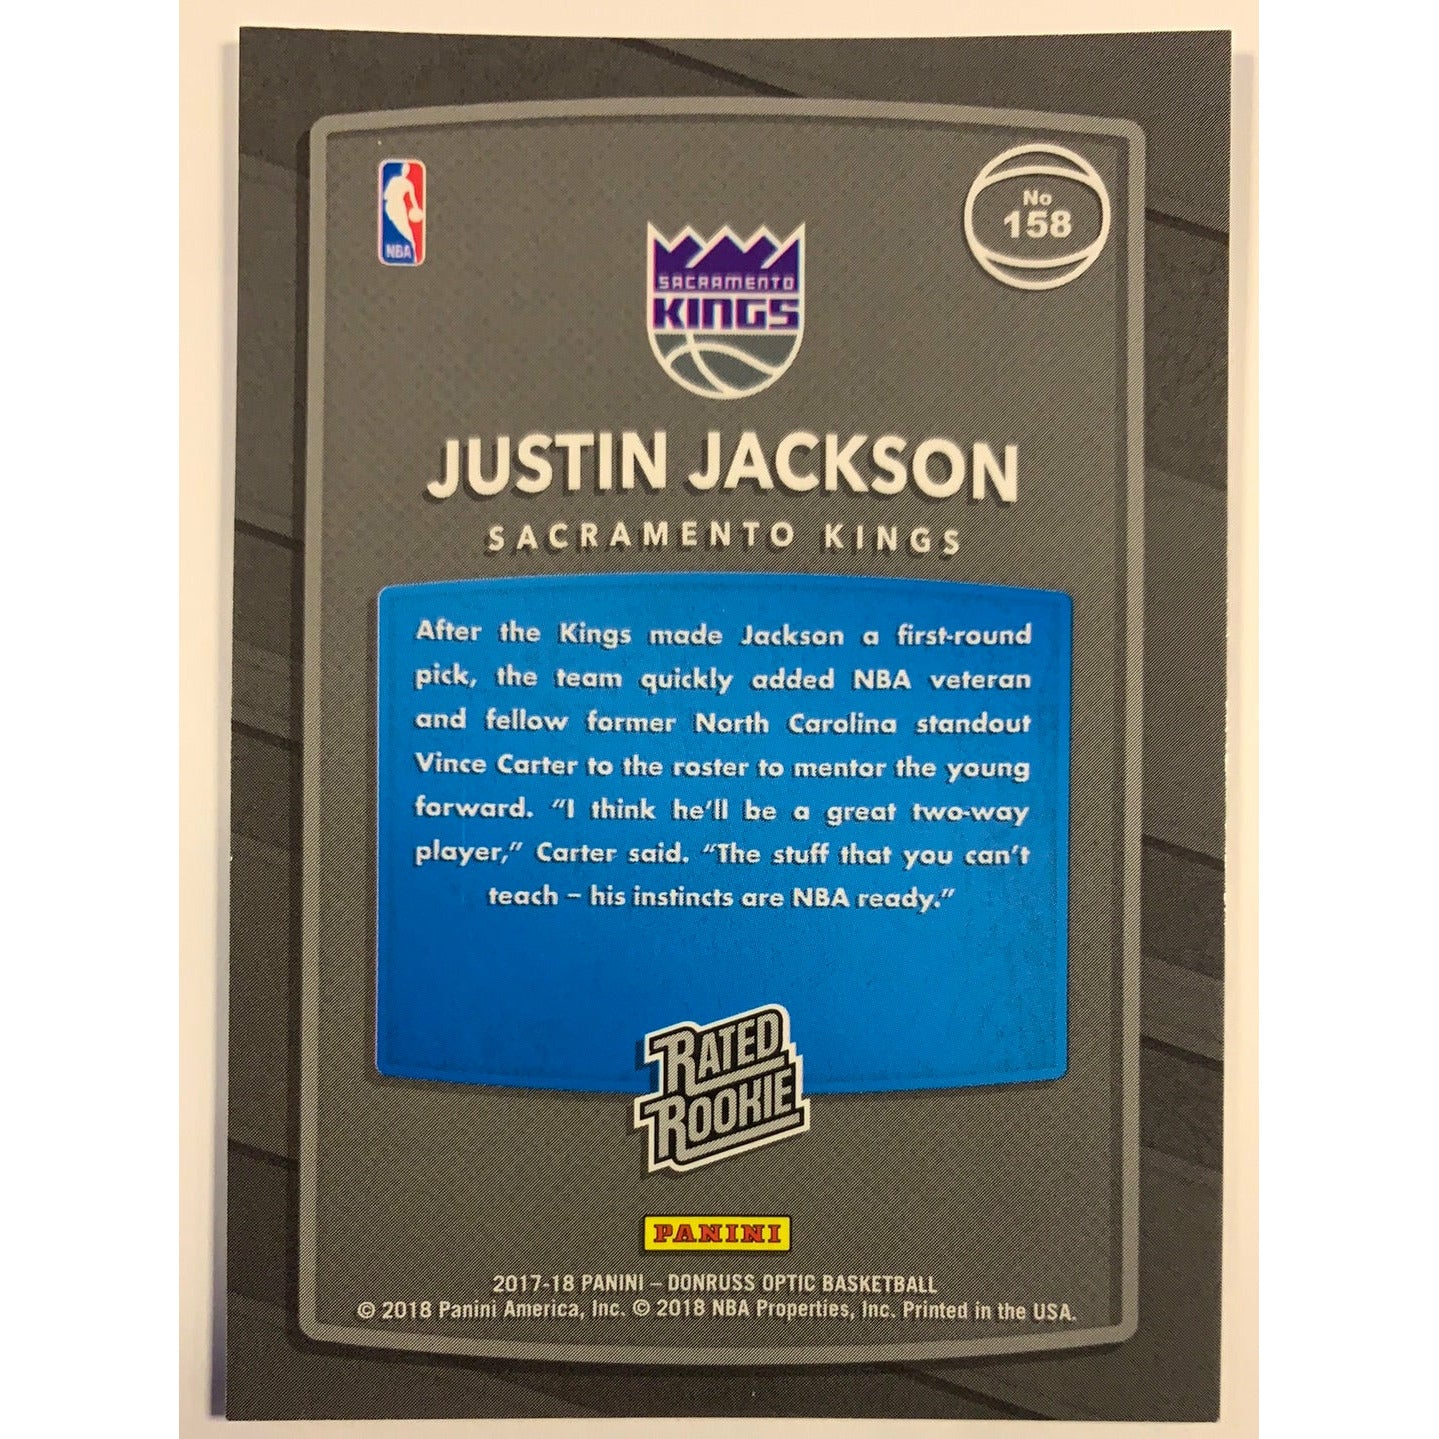 NBA
No
158
SACRAMENTO
KINGS
JUSTIN JACKSON
SACRAMENTO KINGS
After the Kings made Jackson a first-round
pick, the team quickly added NBA veteran
and fellow former North Carolina standout
Vince Carter to the roster to mentor the young
forward. “I think he’ll be a great two-way
player,” Carter said. “The stuff that you can’t
teach – his instincts are NBA ready.”
RATED
ROOKIE
PANINI
2017-18 PANINI – DONRUSS OPTIC BASKETBALL
© 2018 Panini America, Inc. © 2018 NBA Properties, Inc. Printed in the USA.